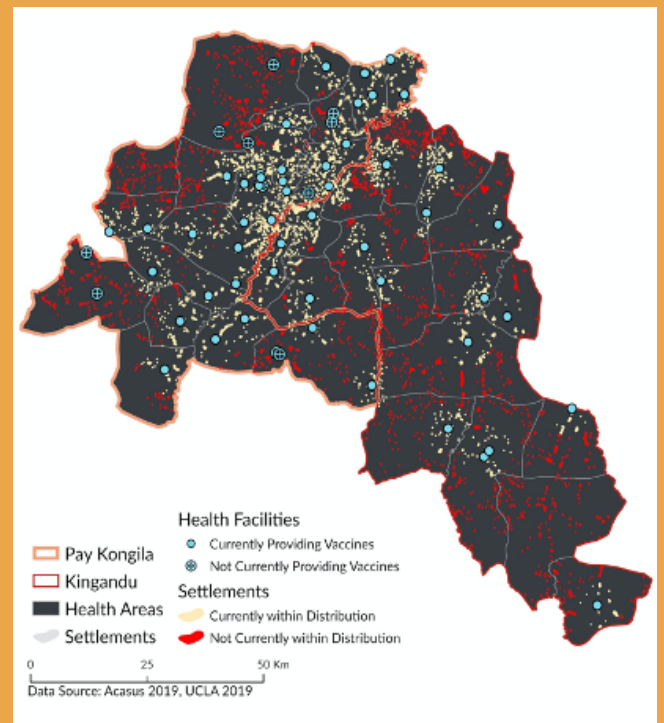 Health Facilities
Currently Providing Vaccines
Not Currently Providing Vaccines
Settlements
Currently within Distribution
Not Currently within Distribution
Pay Kongila
Kingandu
Health Areas
Settlements
0 25 50 Km
Data Source: Acasus 2019, UCLA 2019